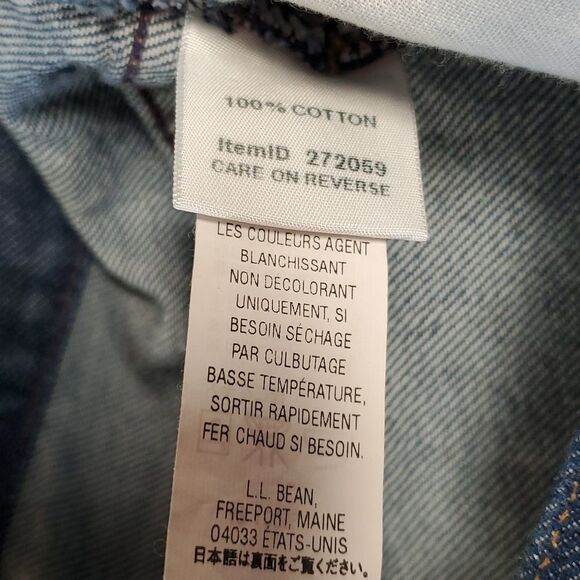 100% COTTON
ItemID 272059
CARE ON REVERSE
LES COULEURS AGENT
BLANCHISSANT
NON DÉCOLORANT
UNIQUEMENT, SI
BESOIN SÉCHAGE
PAR CULBUTAGE
BASSE TEMPÉRATURE,
SORTIR RAPIDEMENT
FER CHAUD SI BESOIN.
L.L. BEAN,
FREEPORT, MAINE
04033 ÉTATS-UNIS
日本語は裏面をご覧ください。